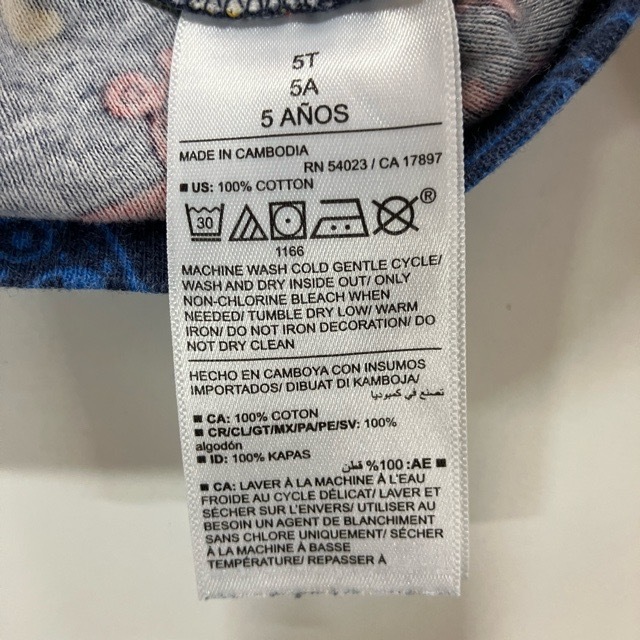 5T
5A
5 AÑOS
MADE IN CAMBODIA
RN 54023 / CA 17897
■ US: 100% COTTON
30
®
1166
MACHINE WASH COLD GENTLE CYCLE/
WASH AND DRY INSIDE OUT/ ONLY
NON-CHLORINE BLEACH WHEN
NEEDED/ TUMBLE DRY LOW/ WARM
IRON/ DO NOT IRON DECORATION/ DO
NOT DRY CLEAN
HECHO EN CAMBOYA CON INSUMOS
IMPORTADOS/ DIBUAT DI KAMBOJA/
تصنع في كمبوديا
■ CA: 100% COTON
■ CR/CL/GT/MX/PA/PE/SV: 100%
algodón
■ ID: 100% KAPAS
■ AE: 100% قطن
■ CA: LAVER À LA MACHINE À L'EAU
FROIDE AU CYCLE DÉLICAT/ LAVER ET
SÉCHER SUR L'ENVERS/ UTILISER AU
BESOIN UN AGENT DE BLANCHIMENT
SANS CHLORE UNIQUEMENT/ SÉCHER
À LA MACHINE À BASSE
TEMPÉRATURE/ REPASSER À